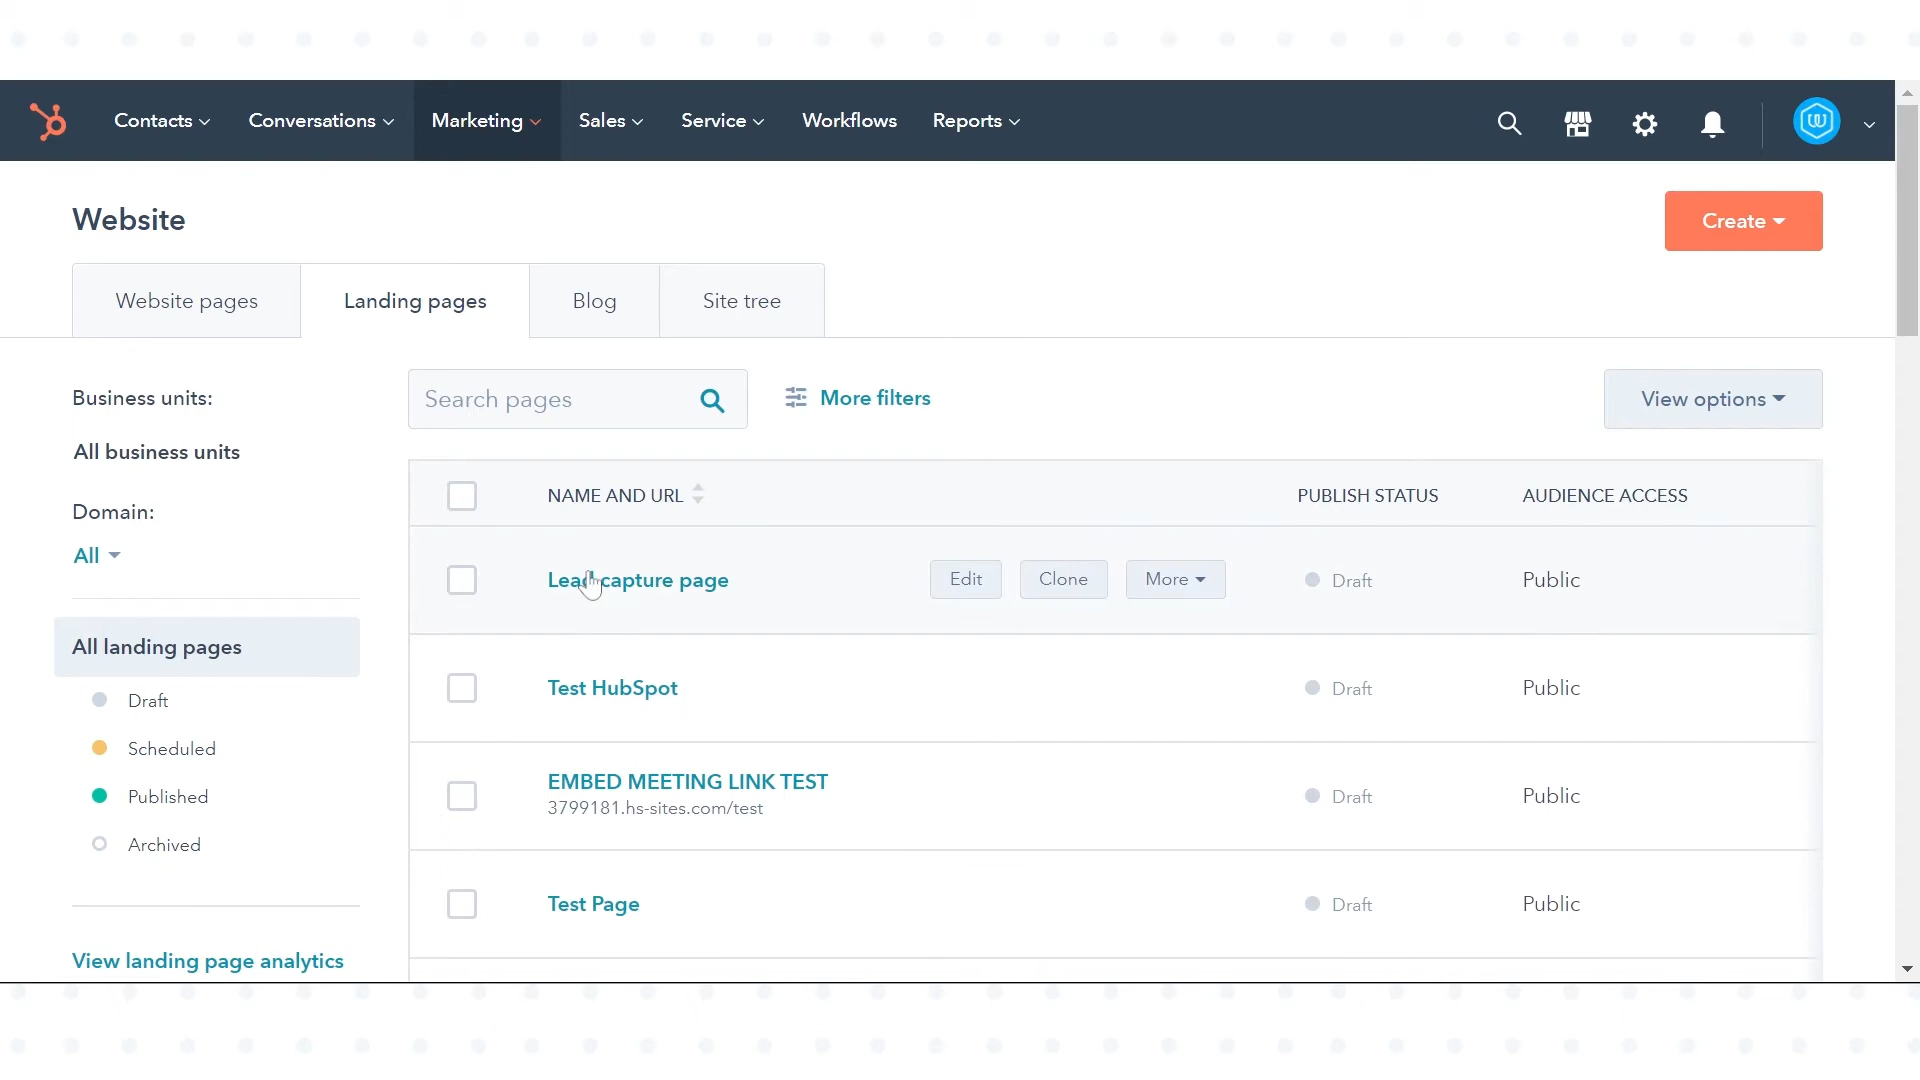 Contacts
Conversations
Marketing
Sales
Service
Workflows
Reports
Website
Create
Website pages
Landing pages
Blog
Site tree
Business units:
All business units
Domain:
All
All landing pages
Draft
Scheduled
Published
Archived
View landing page analytics
Search pages
More filters
View options
NAME AND URL
PUBLISH STATUS
AUDIENCE ACCESS
Lead capture page
Edit
Clone
More
Draft
Public
Test HubSpot
Draft
Public
EMBED MEETING LINK TEST
3799181.hs-sites.com/test
Draft
Public
Test Page
Draft
Public